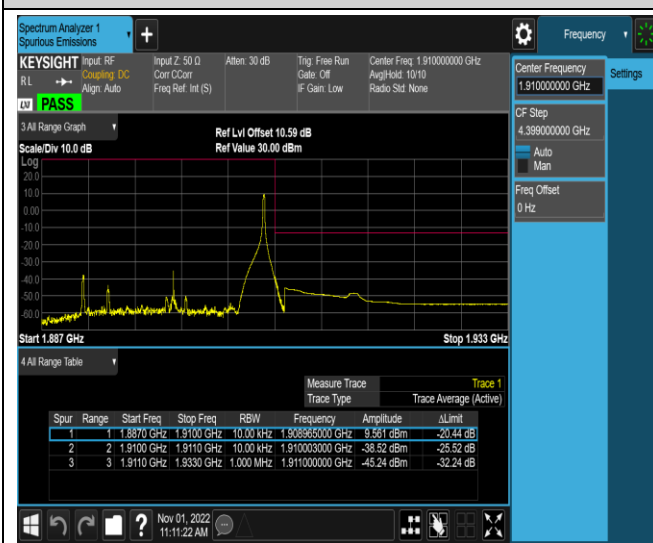 Spectrum Analyzer 1
Spurious Emissions
+
Frequency
KEYSIGHT
RL
Input: RF
Coupling: DC
Align: Auto
Input Z: 50 Ω
Corr CCorr
Freq Ref: Int (S)
Atten: 30 dB
Trig: Free Run
Gate: Off
IF Gain: Low
Center Freq: 1.910000000 GHz
Avg|Hold: 10/10
Radio Std: None
LXI PASS
Center Frequency
1.910000000 GHz
Settings
CF Step
4.399000000 GHz
Auto
Man
Freq Offset
0 Hz
3 All Range Graph
Scale/Div 10.0 dB
Ref Lvl Offset 10.59 dB
Ref Value 30.00 dBm
Log
20.0
10.0
0.00
-10.0
-20.0
-30.0
-40.0
-50.0
-60.0
Start 1.887 GHz
Stop 1.933 GHz
4 All Range Table
Measure Trace Trace 1
Trace Type Trace Average (Active)
Spur Range Start Freq Stop Freq RBW Frequency Amplitude ΔLimit
1 1 1.8870 GHz 1.9100 GHz 10.00 kHz 1.908965000 GHz 9.561 dBm -20.44 dB
2 2 1.9100 GHz 1.9110 GHz 10.00 kHz 1.910003000 GHz -38.52 dBm -25.52 dB
3 3 1.9110 GHz 1.9330 GHz 1.000 MHz 1.911000000 GHz -45.24 dBm -32.24 dB
?
Nov 01, 2022
11:11:22 AM